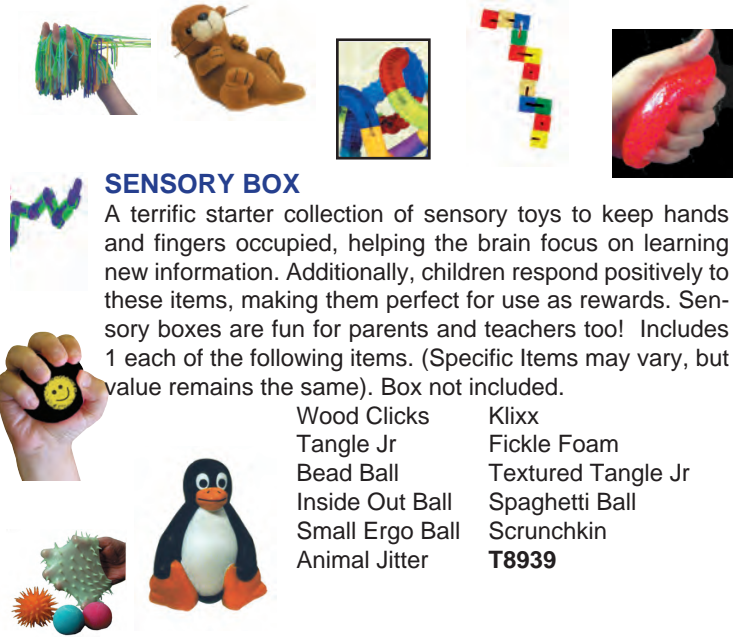 SENSORY BOX
A terrific starter collection of sensory toys to keep hands
and fingers occupied, helping the brain focus on learning
new information. Additionally, children respond positively to
these items, making them perfect for use as rewards. Sen-
sory boxes are fun for parents and teachers too! Includes
1 each of the following items. (Specific Items may vary, but
value remains the same). Box not included.
Wood Clicks
Tangle Jr
Bead Ball
Inside Out Ball
Small Ergo Ball
Animal Jitter
Klixx
Fickle Foam
Textured Tangle Jr
Spaghetti Ball
Scrunchkin
T8939